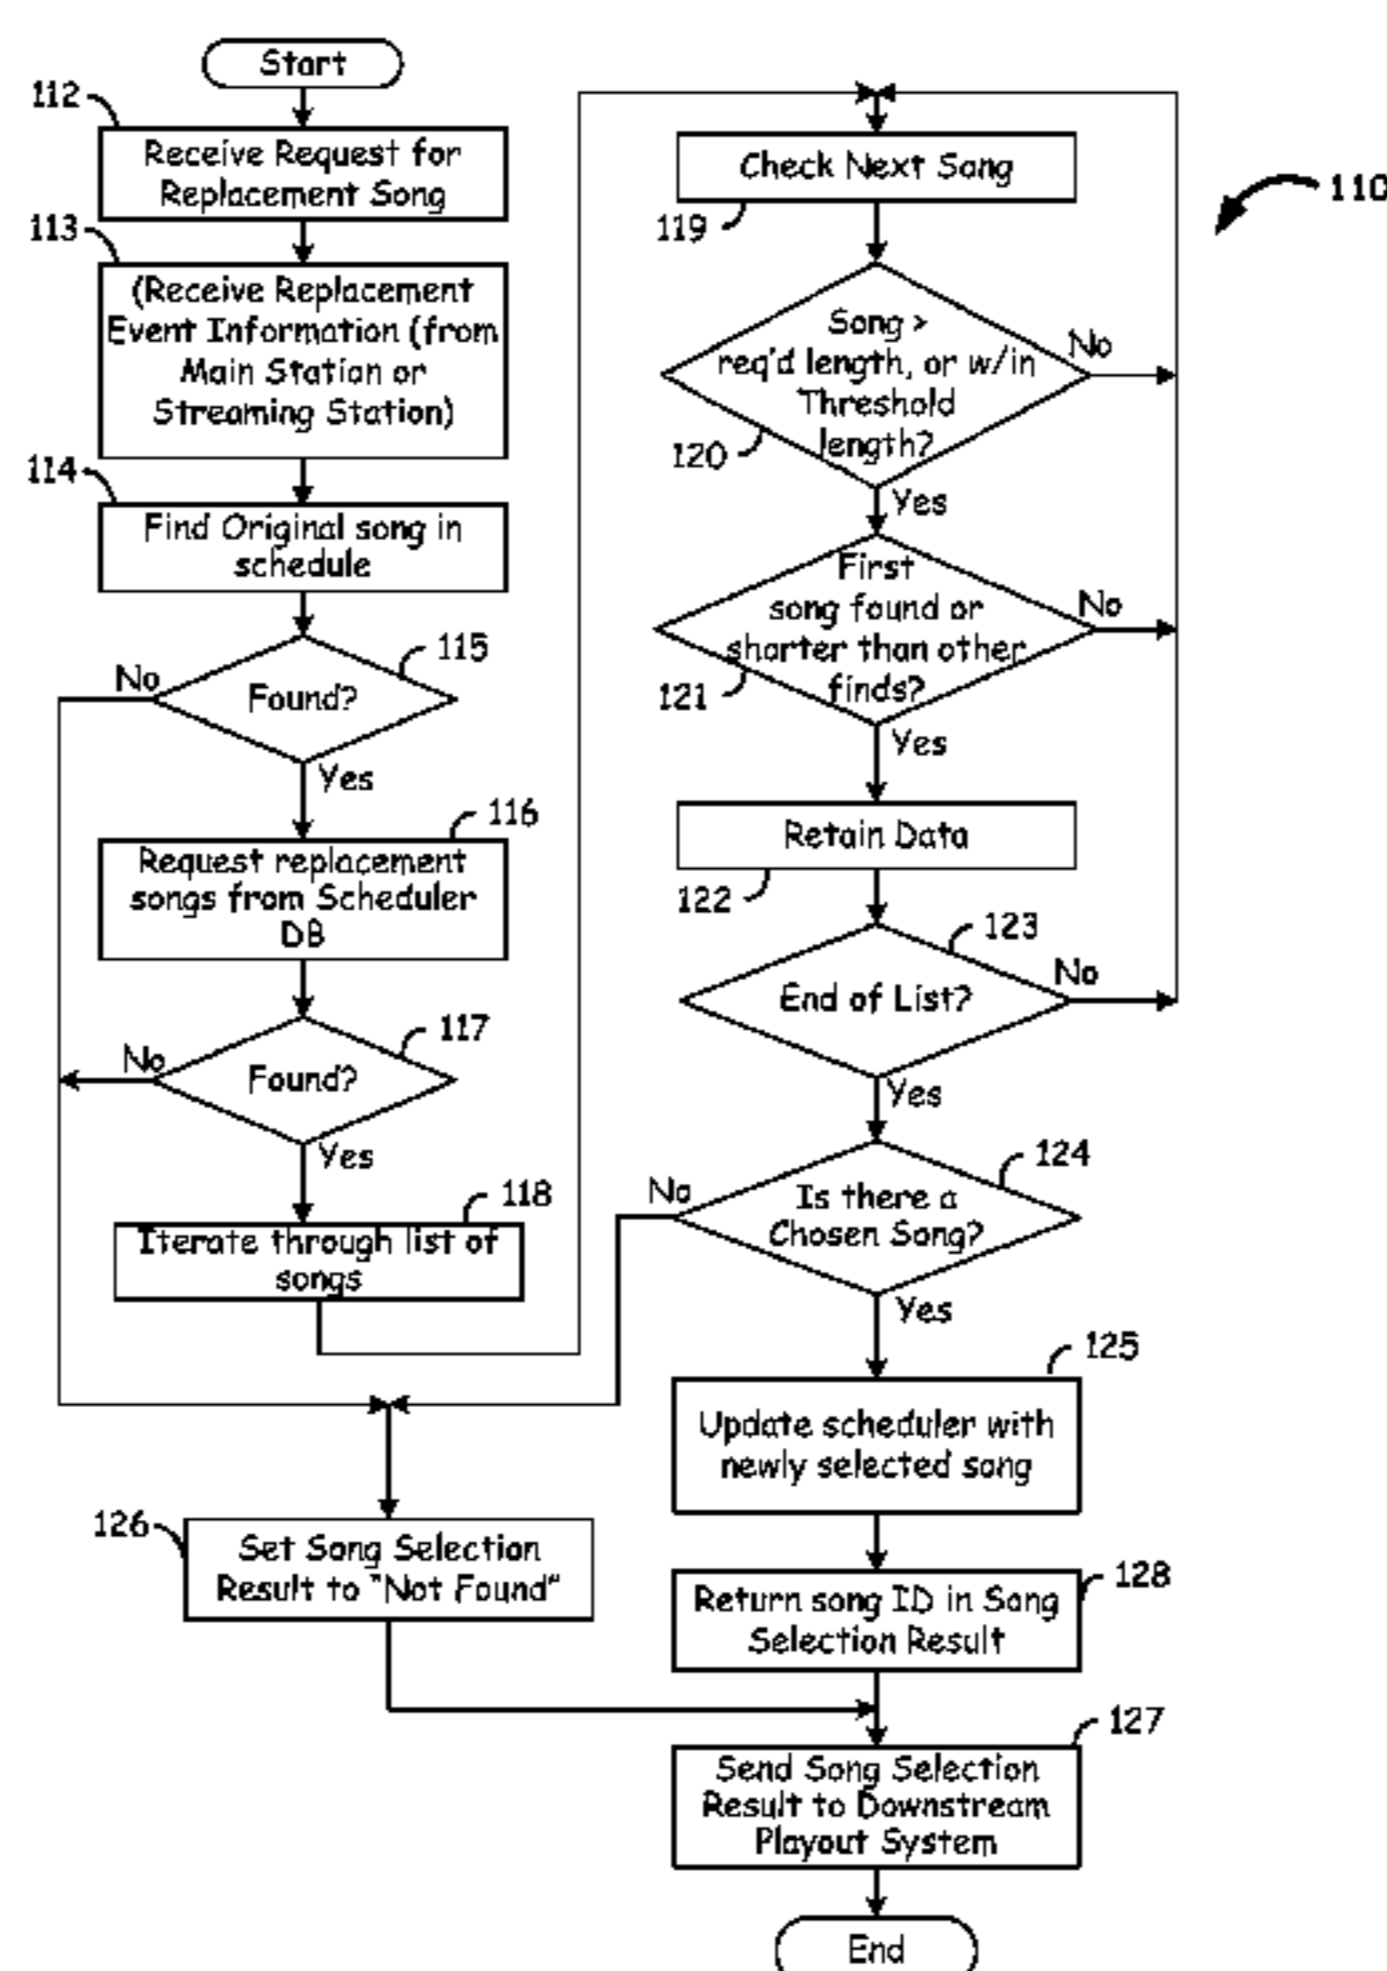 Start
112
Receive Request for
Replacement Song
113
(Receive Replacement
Event Information (from
Main Station or
Streaming Station)
114
Find Original song in
schedule
115
No
Found?
Yes
116
Request replacement
songs from Scheduler
DB
117
No
Found?
Yes
118
Iterate through list of
songs
126
Set Song Selection
Result to "Not Found"
110
Check Next Song
119
Song >
req'd length, or w/in
Threshold
length?
No
120
Yes
First
song found or
shorter than other
finds?
No
121
Yes
Retain Data
122
123
End of List?
No
Yes
124
No
Is there a
Chosen Song?
Yes
125
Update scheduler with
newly selected song
128
Return song ID in Song
Selection Result
127
Send Song Selection
Result to Downstream
Playout System
End